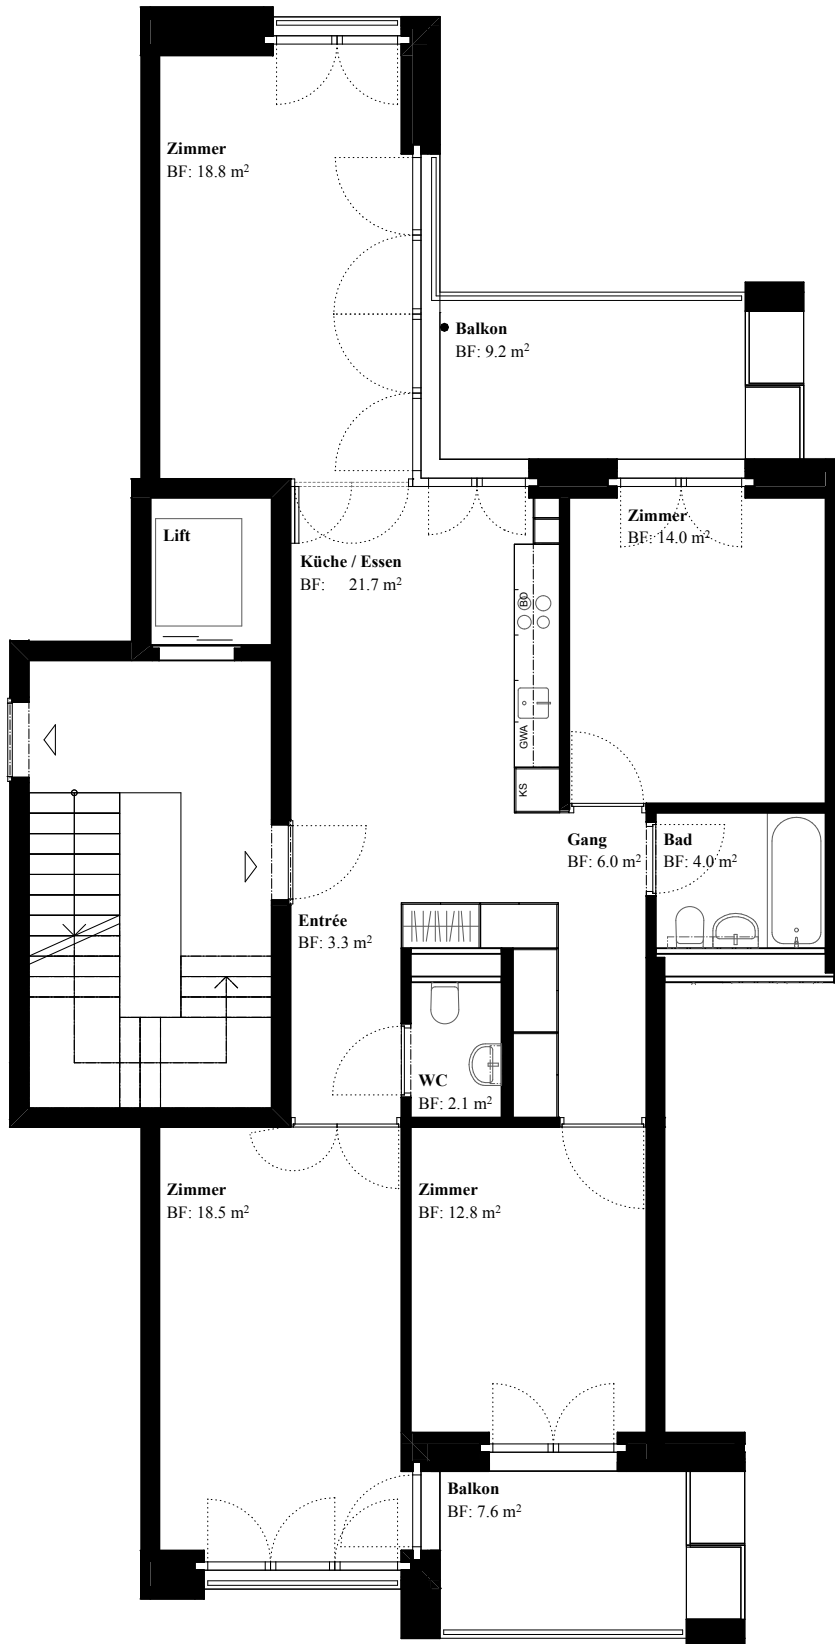 Zimmer
BF: 18.8 m²
Balkon
BF: 9.2 m²
Lift
Zimmer
BF: 14.0 m²
Küche / Essen
BF: 21.7 m²
BO
GWA
KS
Gang
BF: 6.0 m²
Bad
BF: 4.0 m²
Entrée
BF: 3.3 m²
WC
BF: 2.1 m²
Zimmer
BF: 18.5 m²
Zimmer
BF: 12.8 m²
Balkon
BF: 7.6 m²